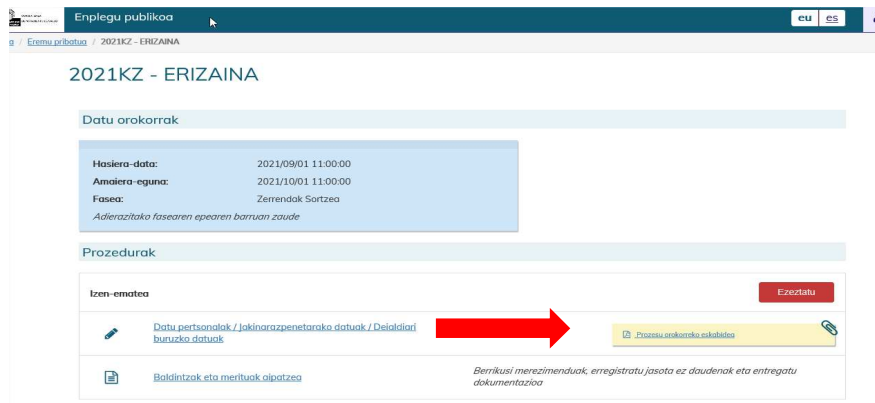 Enplegu publikoa
eu es
a / Eremu pribatua / 2021KZ - ERIZAINA
2021KZ - ERIZAINA
Datu orokorrak
Hasiera-data: 2021/09/01 11:00:00
Amaiera-eguna: 2021/10/01 11:00:00
Fasea: Zerrendak Sortzea
Adierazitako fasearen epearen barruan zaude
Prozedurak
Izen-ematea
Ezeztatu
Datu pertsonalak / Jakinarazpenetarako datuak / Deialdiari
buruzko datuak
Prozesu orokorreko eskabidea
Baldintzak eta merituak aipatzea
Berrikusi merezimenduak, erregistratu jasota ez daudenak eta entregatu
dokumentazioa